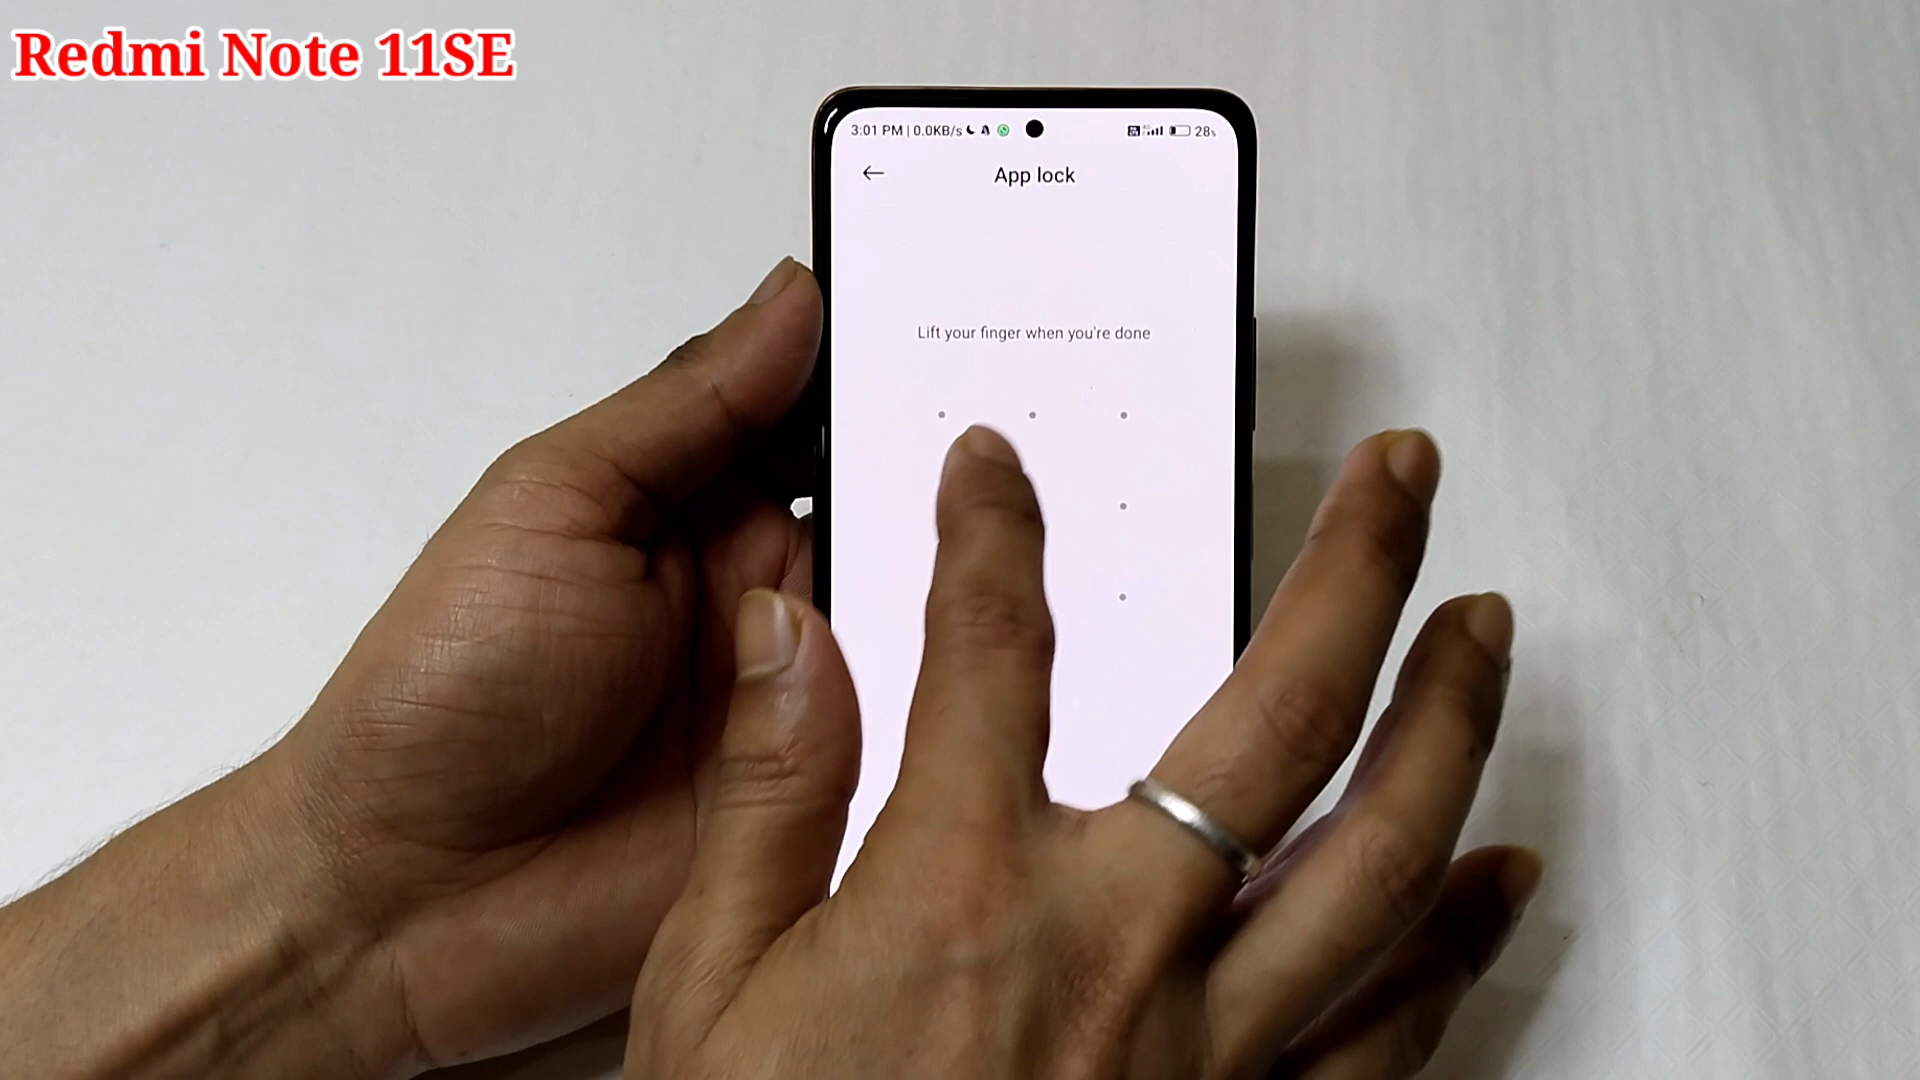 Redmi Note 11SE
3:01 PM | 0.0KB/s
28%
App lock
Lift your finger when you're done